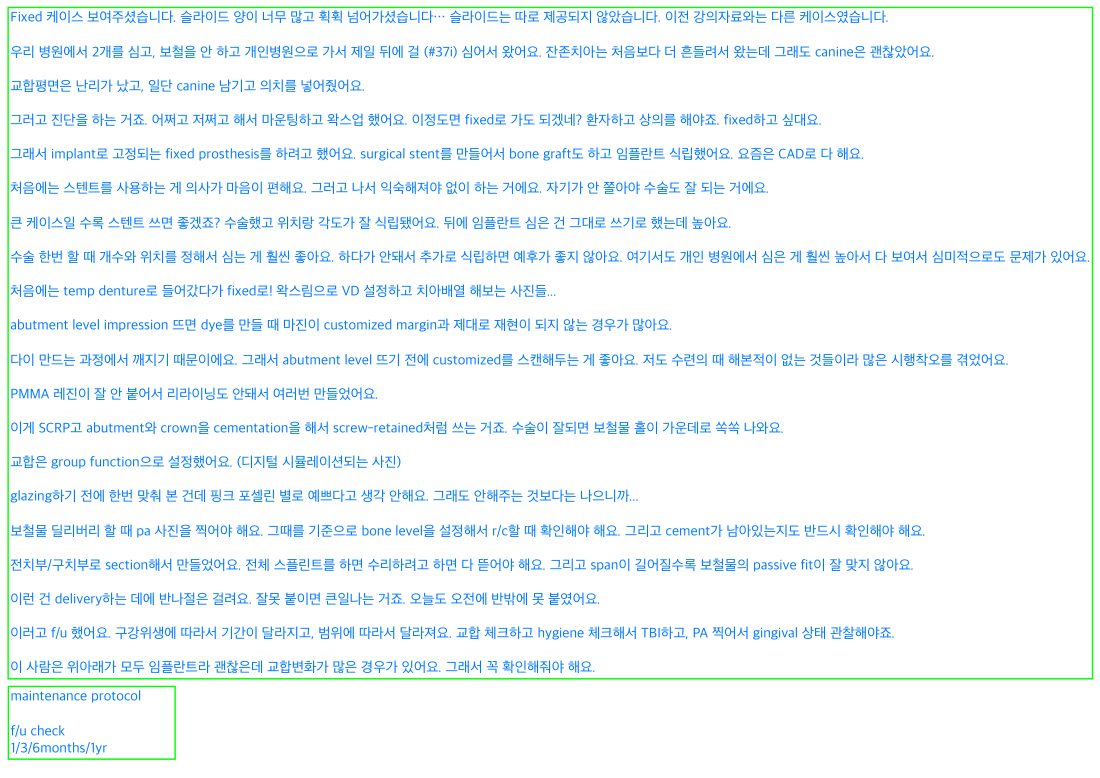 Fixed 케이스 보여주셨습니다. 슬라이드 양이 너무 많고 휙휙 넘어가셨습니다… 슬라이드는 따로 제공되지 않았습니다. 이전 강의자료와는 다른 케이스였습니다.
우리 병원에서 2개를 심고, 보철을 안 하고 개인병원으로 가서 제일 뒤에 걸 (#37i) 심어서 왔어요. 잔존치아는 처음보다 더 흔들려서 왔는데 그래도 canine은 괜찮았어요.
교합평면은 난리가 났고, 일단 canine 남기고 의치를 넣어줬어요.
그러고 진단을 하는 거죠. 어쩌고 저쩌고 해서 마운팅하고 왁스업 했어요. 이정도면 fixed로 가도 되겠네? 환자하고 상의를 해야죠. fixed하고 싶대요.
그래서 implant로 고정되는 fixed prosthesis를 하려고 했어요. surgical stent를 만들어서 bone graft도 하고 임플란트 식립했어요. 요즘은 CAD로 다 해요.
처음에는 스텐트를 사용하는 게 의사가 마음이 편해요. 그러고 나서 익숙해져야 없이 하는 거에요. 자기가 안 쫄아야 수술도 잘 되는 거에요.
큰 케이스일 수록 스텐트 쓰면 좋겠죠? 수술했고 위치랑 각도가 잘 식립됐어요. 뒤에 임플란트 심은 건 그대로 쓰기로 했는데 높아요.
수술 한번 할 때 개수와 위치를 정해서 심는 게 훨씬 좋아요. 하다가 안돼서 추가로 식립하면 예후가 좋지 않아요. 여기서도 개인 병원에서 심은 게 훨씬 높아서 다 보여서 심미적으로도 문제가 있어요.
처음에는 temp denture로 들어갔다가 fixed로! 왁스림으로 VD 설정하고 치아배열 해보는 사진들...
abutment level impression 뜨면 dye를 만들 때 마진이 customized margin과 제대로 재현이 되지 않는 경우가 많아요.
다이 만드는 과정에서 깨지기 때문이에요. 그래서 abutment level 뜨기 전에 customized를 스캔해두는 게 좋아요. 저도 수련의 때 해본적이 없는 것들이라 많은 시행착오를 겪었어요.
PMMA 레진이 잘 안 붙어서 리라이닝도 안돼서 여러번 만들었어요.
이게 SCRP고 abutment와 crown을 cementation을 해서 screw-retained처럼 쓰는 거죠. 수술이 잘되면 보철물 홀이 가운데로 쏙쏙 나와요.
교합은 group function으로 설정했어요. (디지털 시뮬레이션되는 사진)
glazing하기 전에 한번 맞춰 본 건데 핑크 포셀린 별로 예쁘다고 생각 안해요. 그래도 안해주는 것보다는 나으니까...
보철물 딜리버리 할 때 pa 사진을 찍어야 해요. 그때를 기준으로 bone level을 설정해서 r/c할 때 확인해야 해요. 그리고 cement가 남아있는지도 반드시 확인해야 해요.
전치부/구치부로 section해서 만들었어요. 전체 스플린트를 하면 수리하려고 하면 다 뜯어야 해요. 그리고 span이 길어질수록 보철물의 passive fit이 잘 맞지 않아요.
이런 건 delivery하는 데에 반나절은 걸려요. 잘못 붙이면 큰일나는 거죠. 오늘도 오전에 반밖에 못 붙였어요.
이러고 f/u 했어요. 구강위생에 따라서 기간이 달라지고, 범위에 따라서 달라져요. 교합 체크하고 hygiene 체크해서 TBI하고, PA 찍어서 gingival 상태 관찰해야죠.
이 사람은 위아래가 모두 임플란트라 괜찮은데 교합변화가 많은 경우가 있어요. 그래서 꼭 확인해줘야 해요.
maintenance protocol
f/u check
1/3/6months/1yr